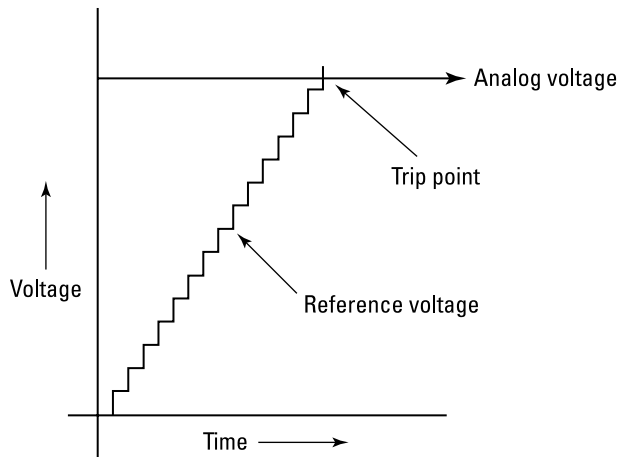 Analog voltage
Trip point
Voltage
Reference voltage
Time